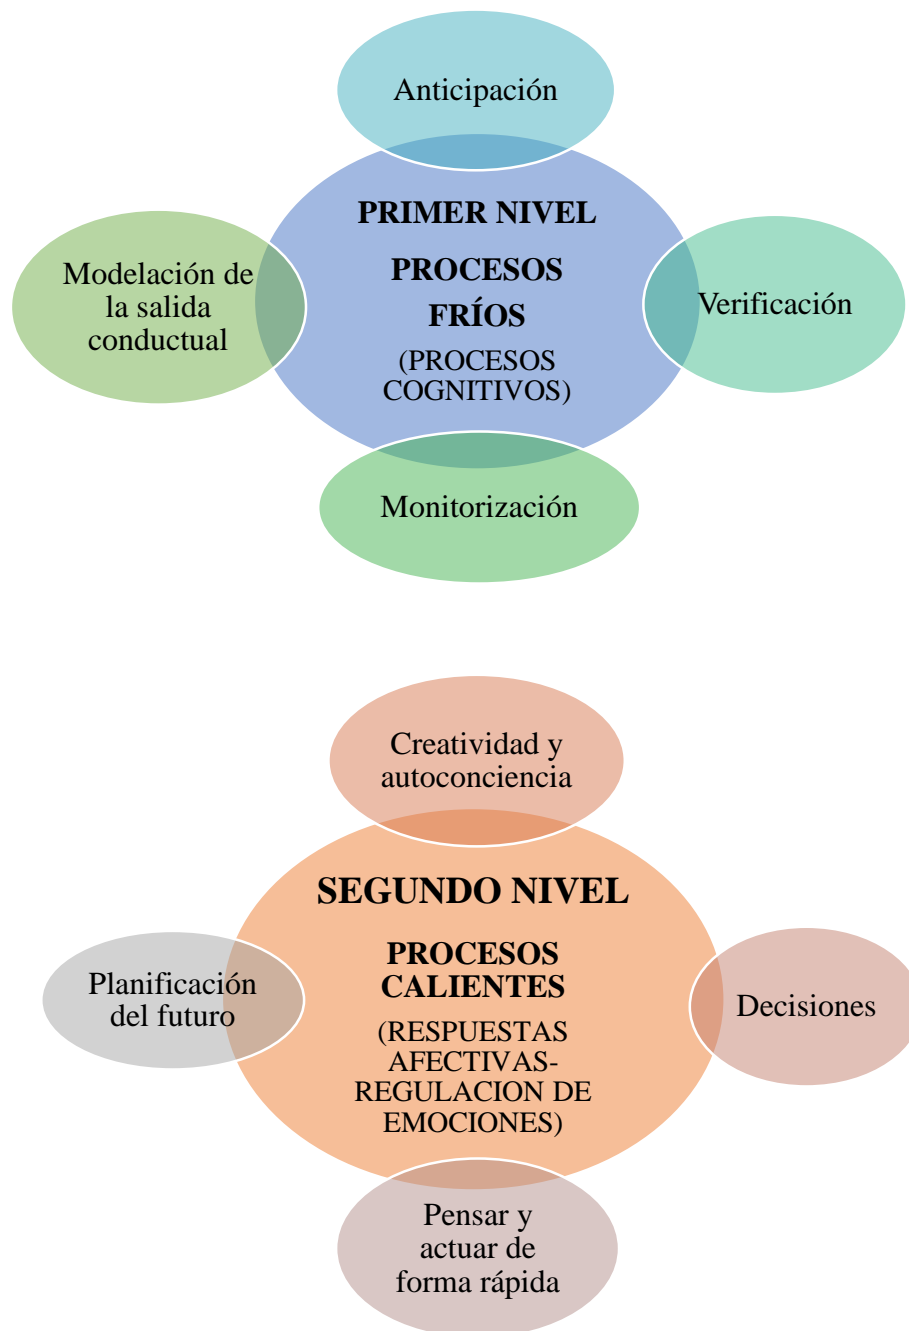 Anticipación
PRIMER NIVEL
PROCESOS
FRÍOS
(PROCESOS
COGNITIVOS)
Modelación de
la salida
conductual
Verificación
Monitorización
Creatividad y
autoconciencia
SEGUNDO NIVEL
PROCESOS
CALIENTES
(RESPUESTAS
AFECTIVAS-
REGULACION DE
EMOCIONES)
Planificación
del futuro
Decisiones
Pensar y
actuar de
forma rápida